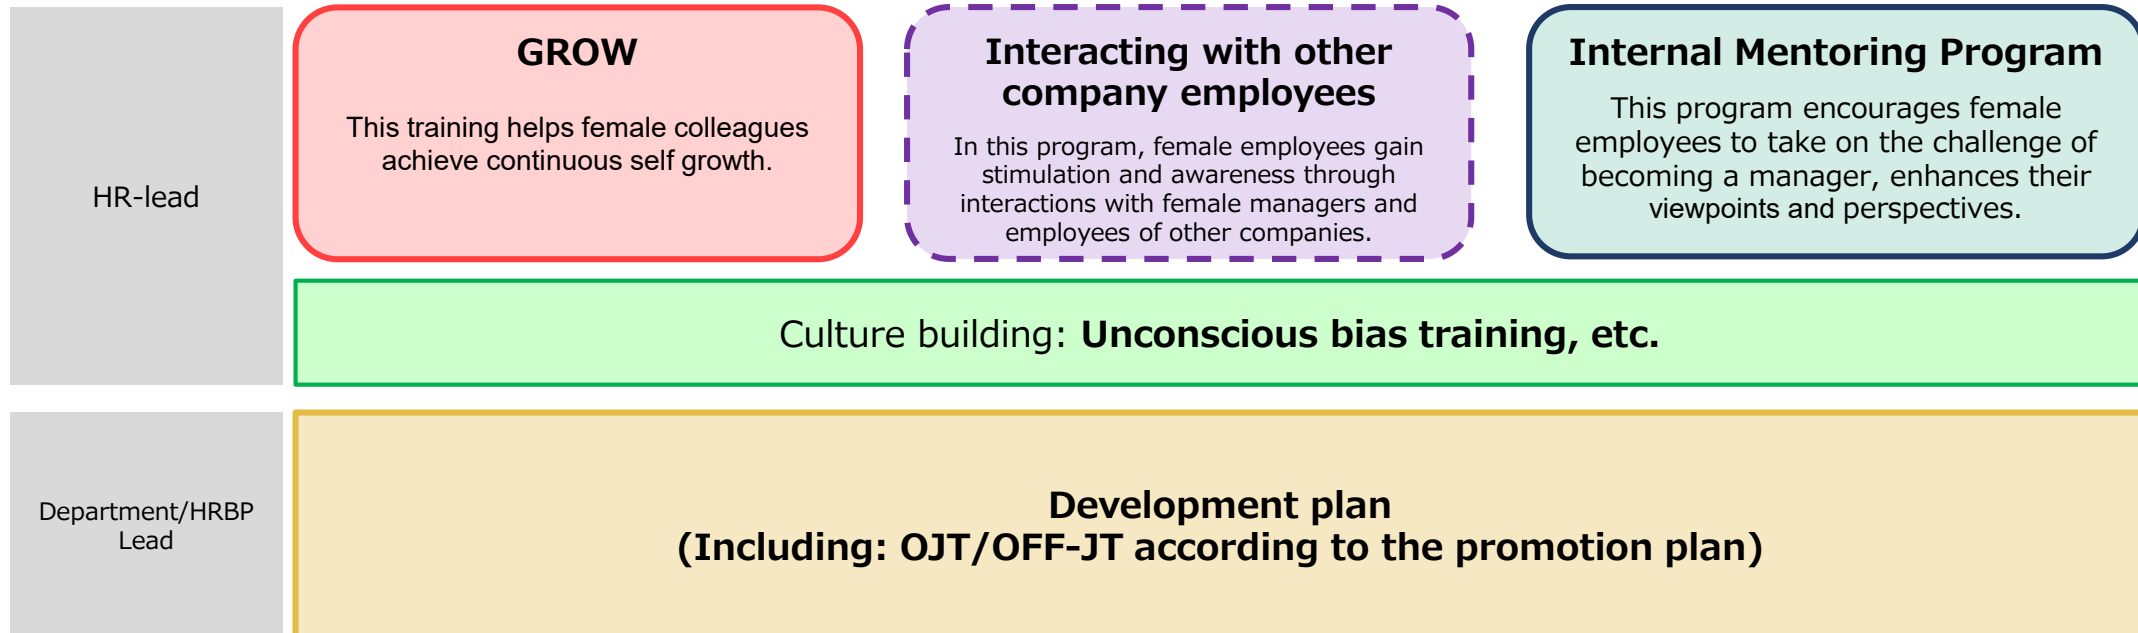 HR-lead
GROW
This training helps female colleagues
achieve continuous self growth.
Interacting with other
company employees
In this program, female employees gain
stimulation and awareness through
interactions with female managers and
employees of other companies.
Internal Mentoring Program
This program encourages female
employees to take on the challenge of
becoming a manager, enhances their
viewpoints and perspectives.
Culture building: Unconscious bias training, etc.
Department/HRBP
Lead
Development plan
(Including: OJT/OFF-JT according to the promotion plan)